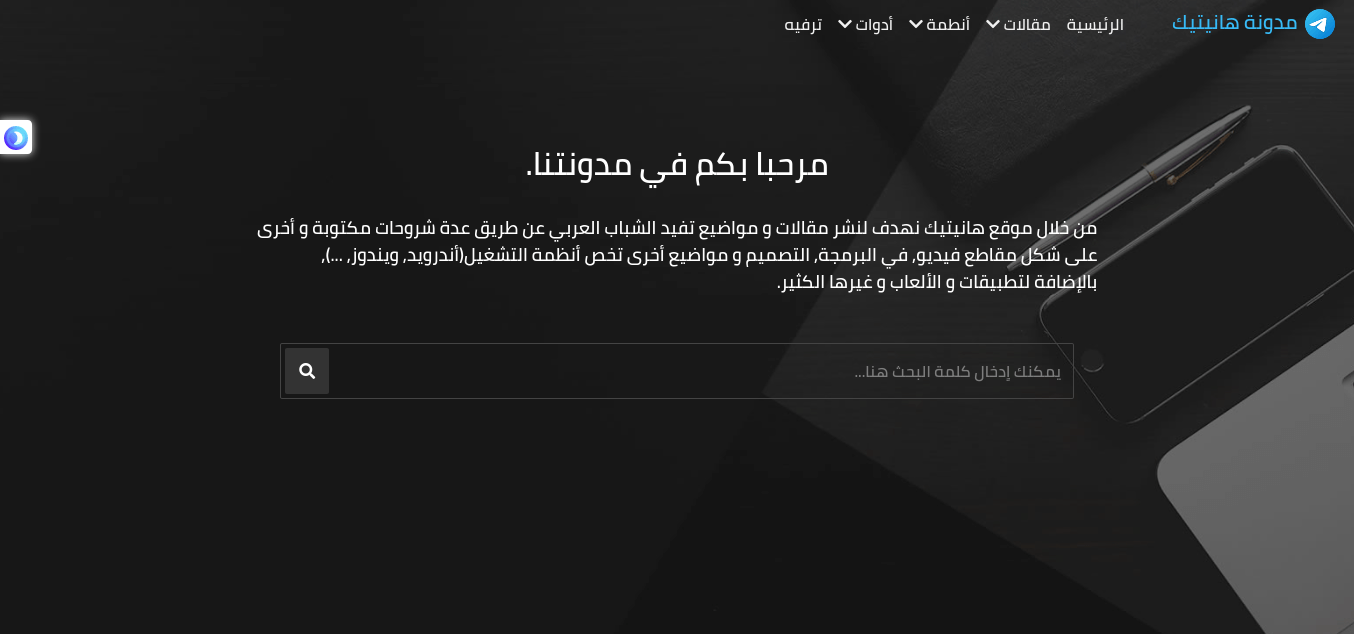 مدونة هانيتيك
الرئيسية مقالات أنظمة أدوات ترفيه
مرحبا بكم في مدونتنا.
من خلال موقع هانيتيك نهدف لنشر مقالات و مواضيع تفيد الشباب العربي عن طريق عدة شروحات مكتوبة و أخرى
على شكل مقاطع فيديو, في البرمجة, التصميم و مواضيع أخرى تخص أنظمة التشغيل(أندرويد, ويندوز, ...),
بالإضافة لتطبيقات و الألعاب و غيرها الكثير.
يمكنك إدخال كلمة البحث هنا...